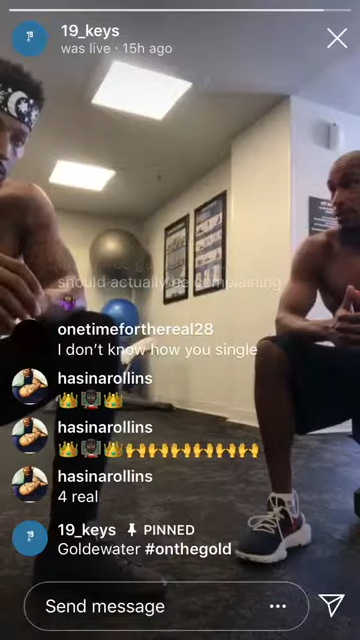 19_keys
was live · 15h ago
should actually be complaining
onetimeforthereal28
I don't know how you single
hasinarollins
👑👩🏿‍🏫👑
hasinarollins
👑👩🏿‍🏫👑🙌🙌🙌🙌🙌🙌🙌🙌🙌
hasinarollins
4 real
19_keys PINNED
Goldewater #onthegold
Send message